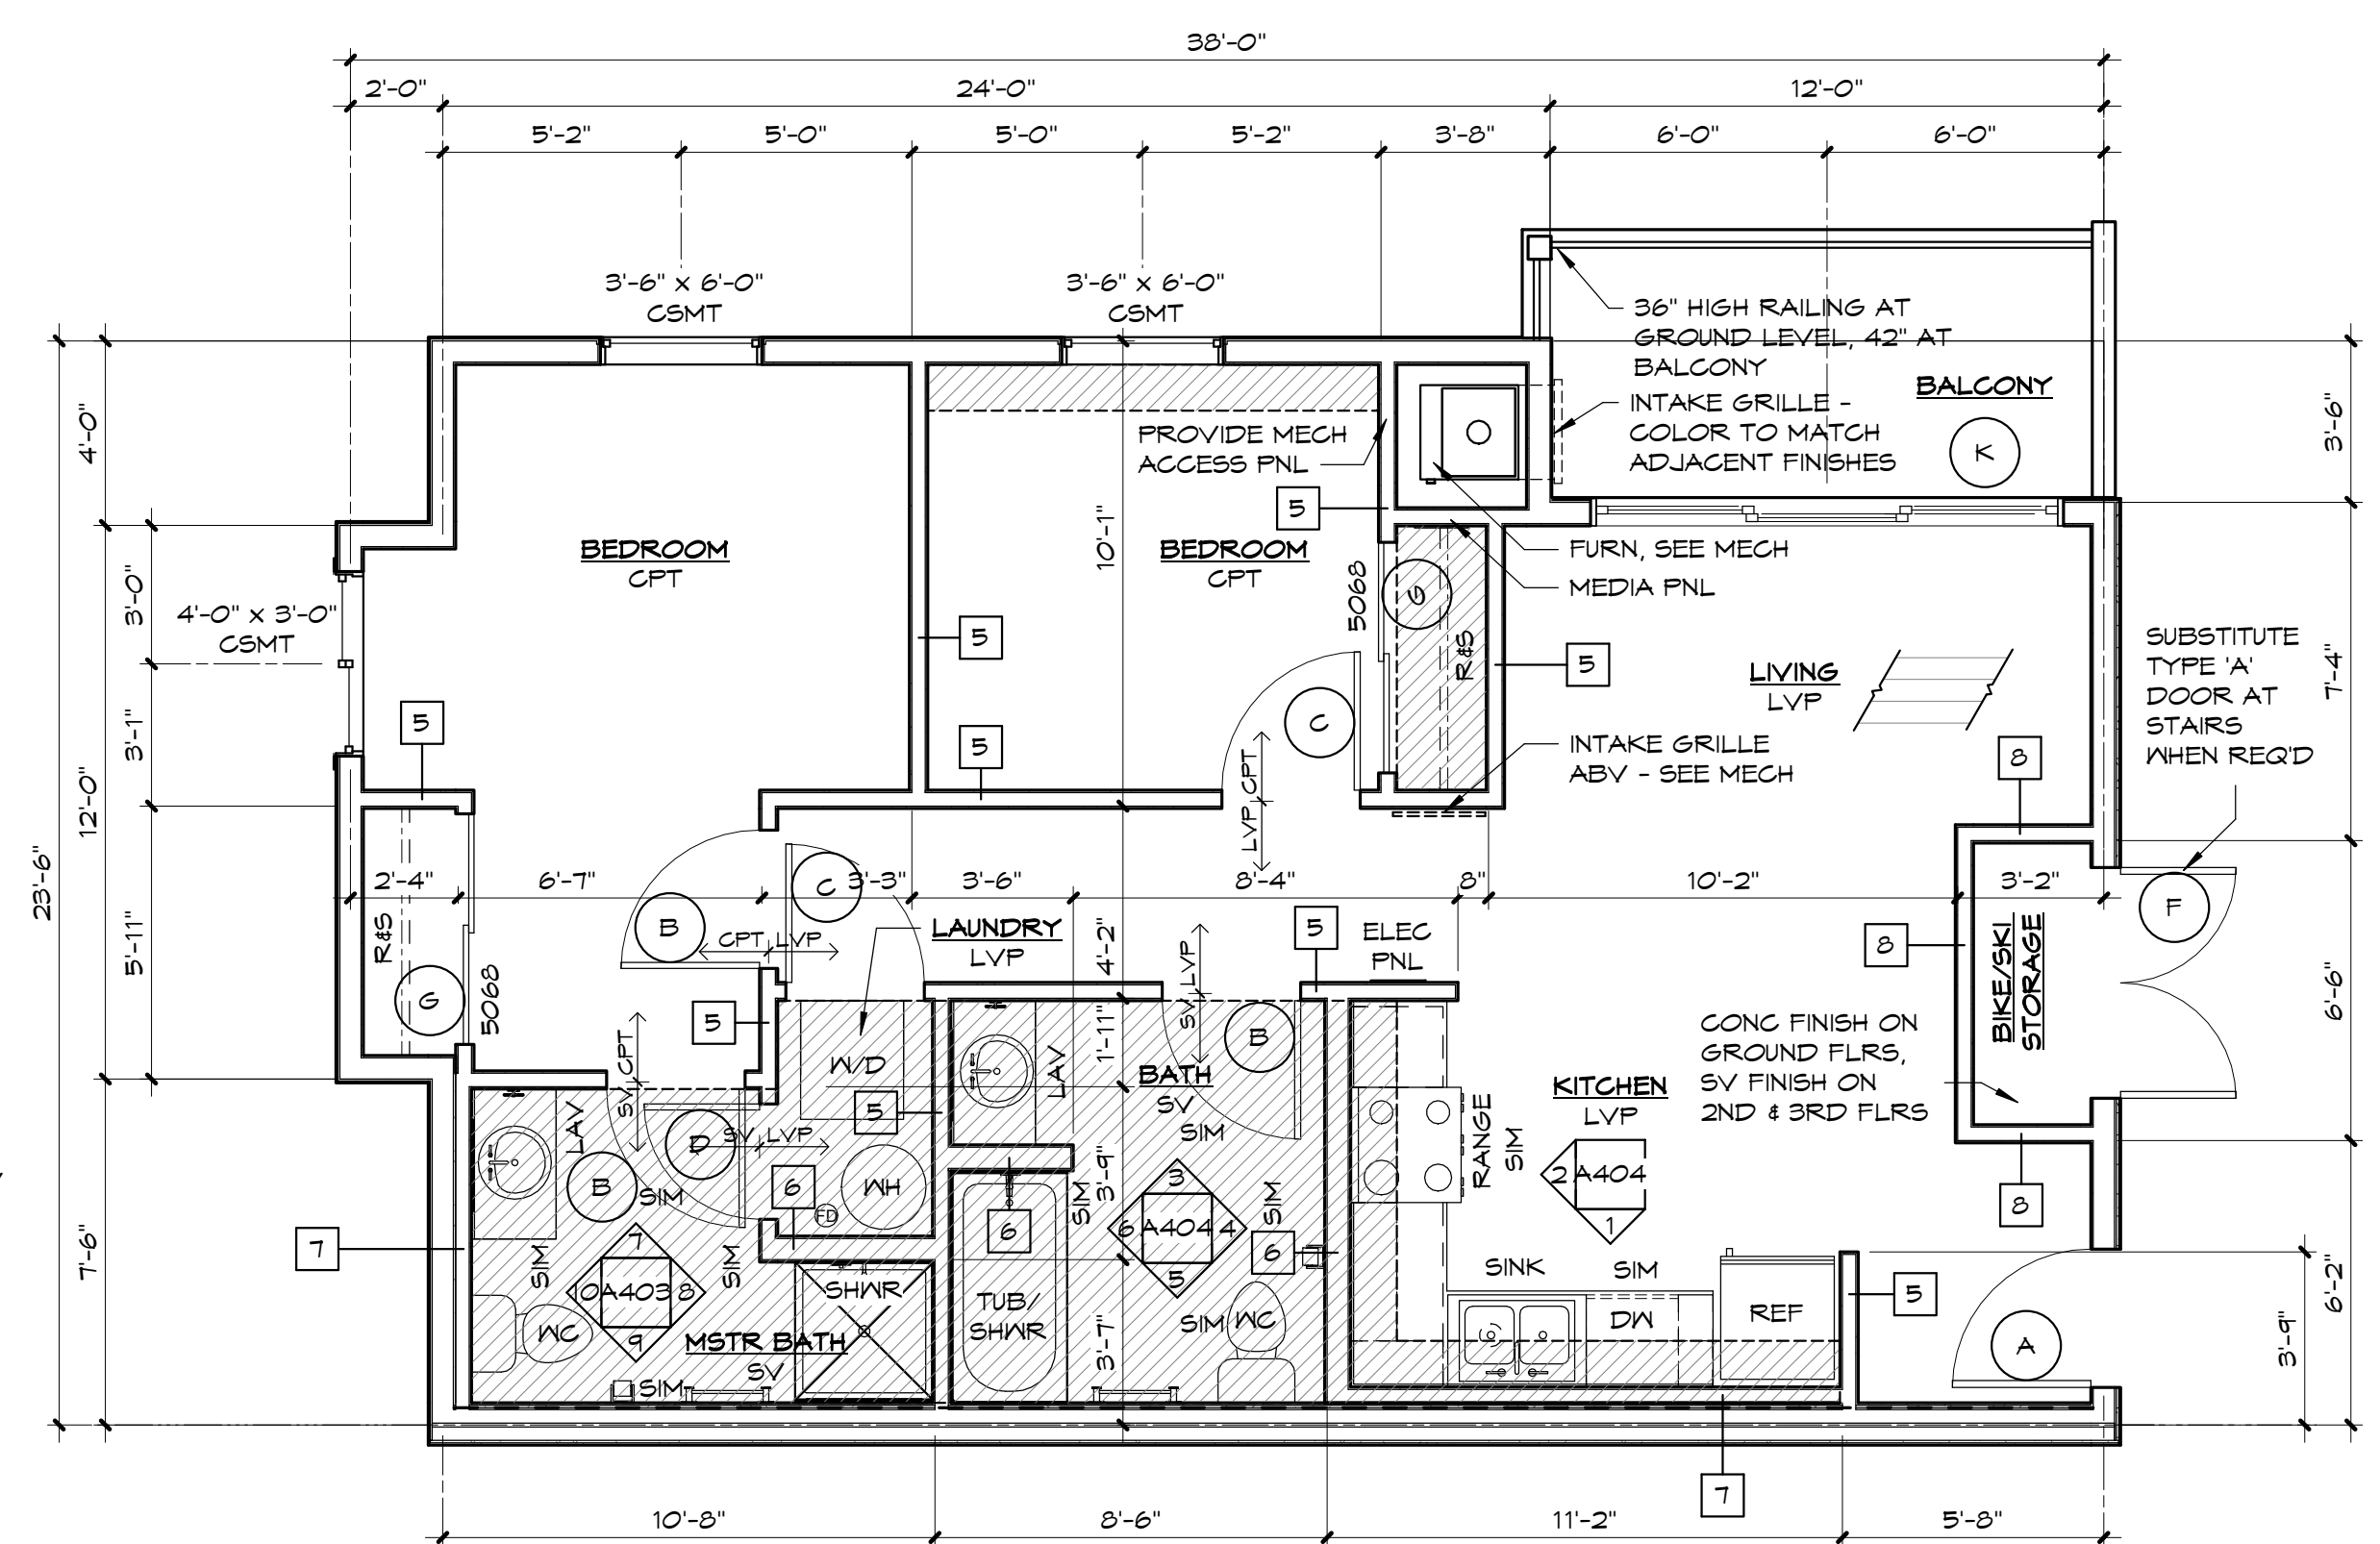 38'-0"
2'-0"
24'-0"
12'-0"
5'-2"
5'-0"
5'-0"
5'-2"
3'-8"
6'-0"
6'-0"
3'-6" x 6'-0"
CSMT
3'-6" x 6'-0"
CSMT
36" HIGH RAILING AT
GROUND LEVEL, 42" AT
BALCONY
BALCONY
K
INTAKE GRILLE -
COLOR TO MATCH
ADJACENT FINISHES
PROVIDE MECH
ACCESS PNL
5
23'-6"
4'-0"
12'-0"
7'-6"
3'-0"
3'-1"
5'-11"
4'-0" x 3'-0"
CSMT
BEDROOM
CPT
BEDROOM
CPT
10'-1"
5068
G
R&S
FURN, SEE MECH
MEDIA PNL
5
5
5
5
C
LVP CPT
LIVING
LVP
INTAKE GRILLE
ABV - SEE MECH
SUBSTITUTE
TYPE 'A'
DOOR AT
STAIRS
WHEN REQ'D
3'-6"
7'-4"
6'-6"
6'-2"
3'-9"
8
8
8
2'-4"
6'-7"
3'-3"
3'-6"
8'-4"
8"
10'-2"
3'-2"
R&S
G
5068
B
C
CPT LVP
LAUNDRY
LVP
4'-2"
SV LVP
5
ELEC
PNL
F
BIKE/SKI
STORAGE
CONC FINISH ON
GROUND FLRS,
SV FINISH ON
2ND & 3RD FLRS
5
W/D
5
LAV
1'-11"
BATH
SV
B
SIM
SV CPT
LAV
D
SV LVP
B
SIM
6
WH
FD
6
SIM
3'-9"
3
6 A404 4
5
SIM
6
RANGE
SIM
KITCHEN
LVP
2 A404
1
7
SIM
7
10 A403 8
9
SIM
WC
MSTR BATH
SV
SIM
SHWR
TUB/
SHWR
3'-7"
SIM
WC
SINK
SIM
DW
REF
5
A
7
10'-8"
8'-6"
11'-2"
5'-8"